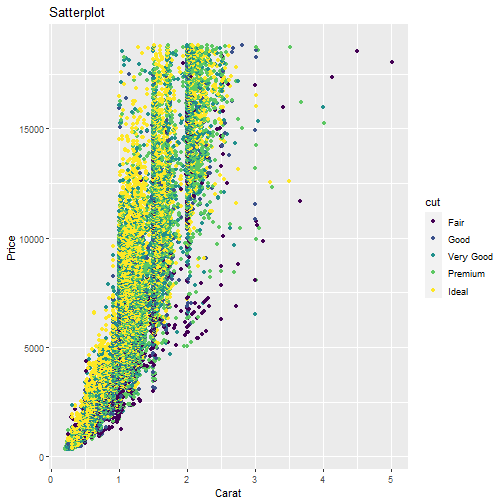 Satterplot
15000
10000
5000
0
Price
0 1 2 3 4 5
Carat
cut
Fair
Good
Very Good
Premium
Ideal